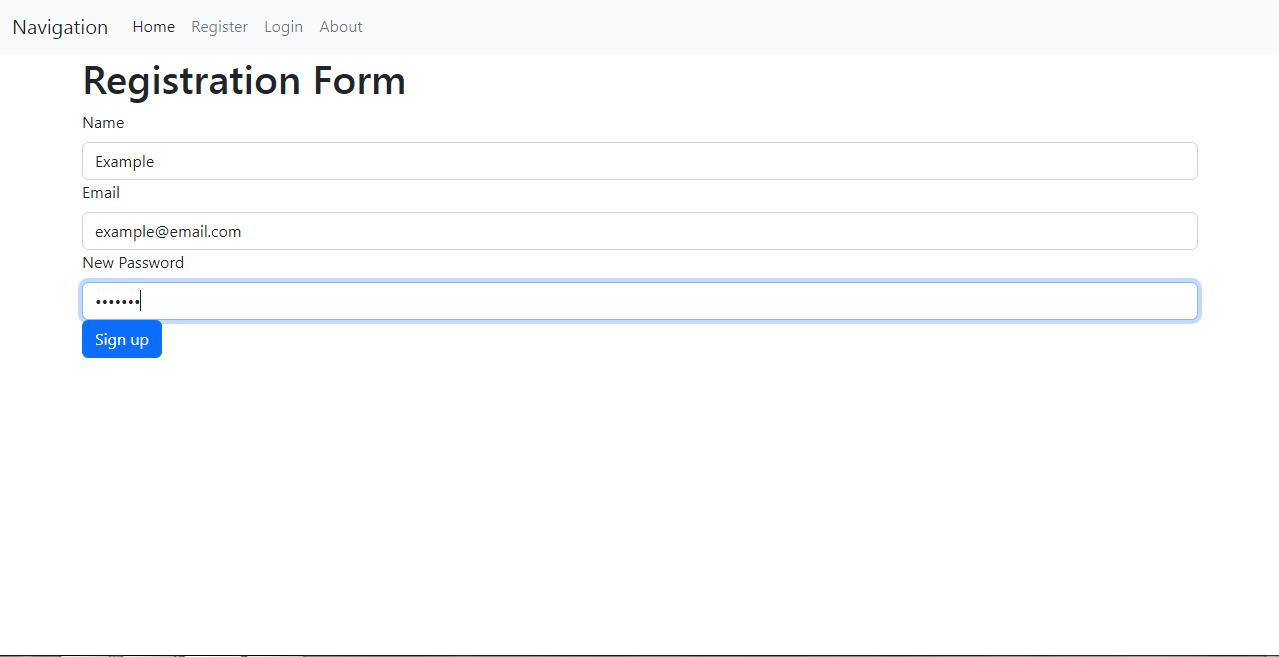 Navigation Home Register Login About
Registration Form
Name
Example
Email
example@email.com
New Password
•••••••
Sign up